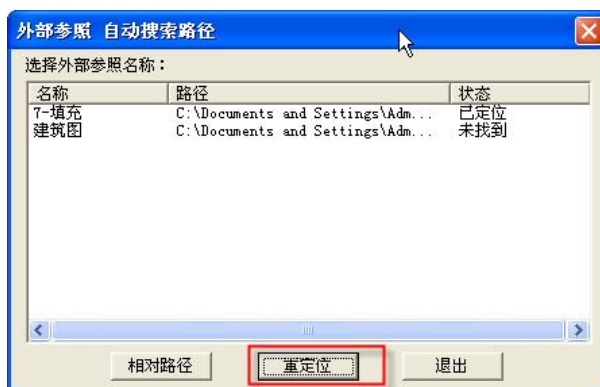 外部参照 自动搜索路径
选择外部参照名称：
名称 路径 状态
7-填充 C:\Documents and Settings\Adm... 已定位
建筑图 C:\Documents and Settings\Adm... 未找到
相对路径 重定位 退出